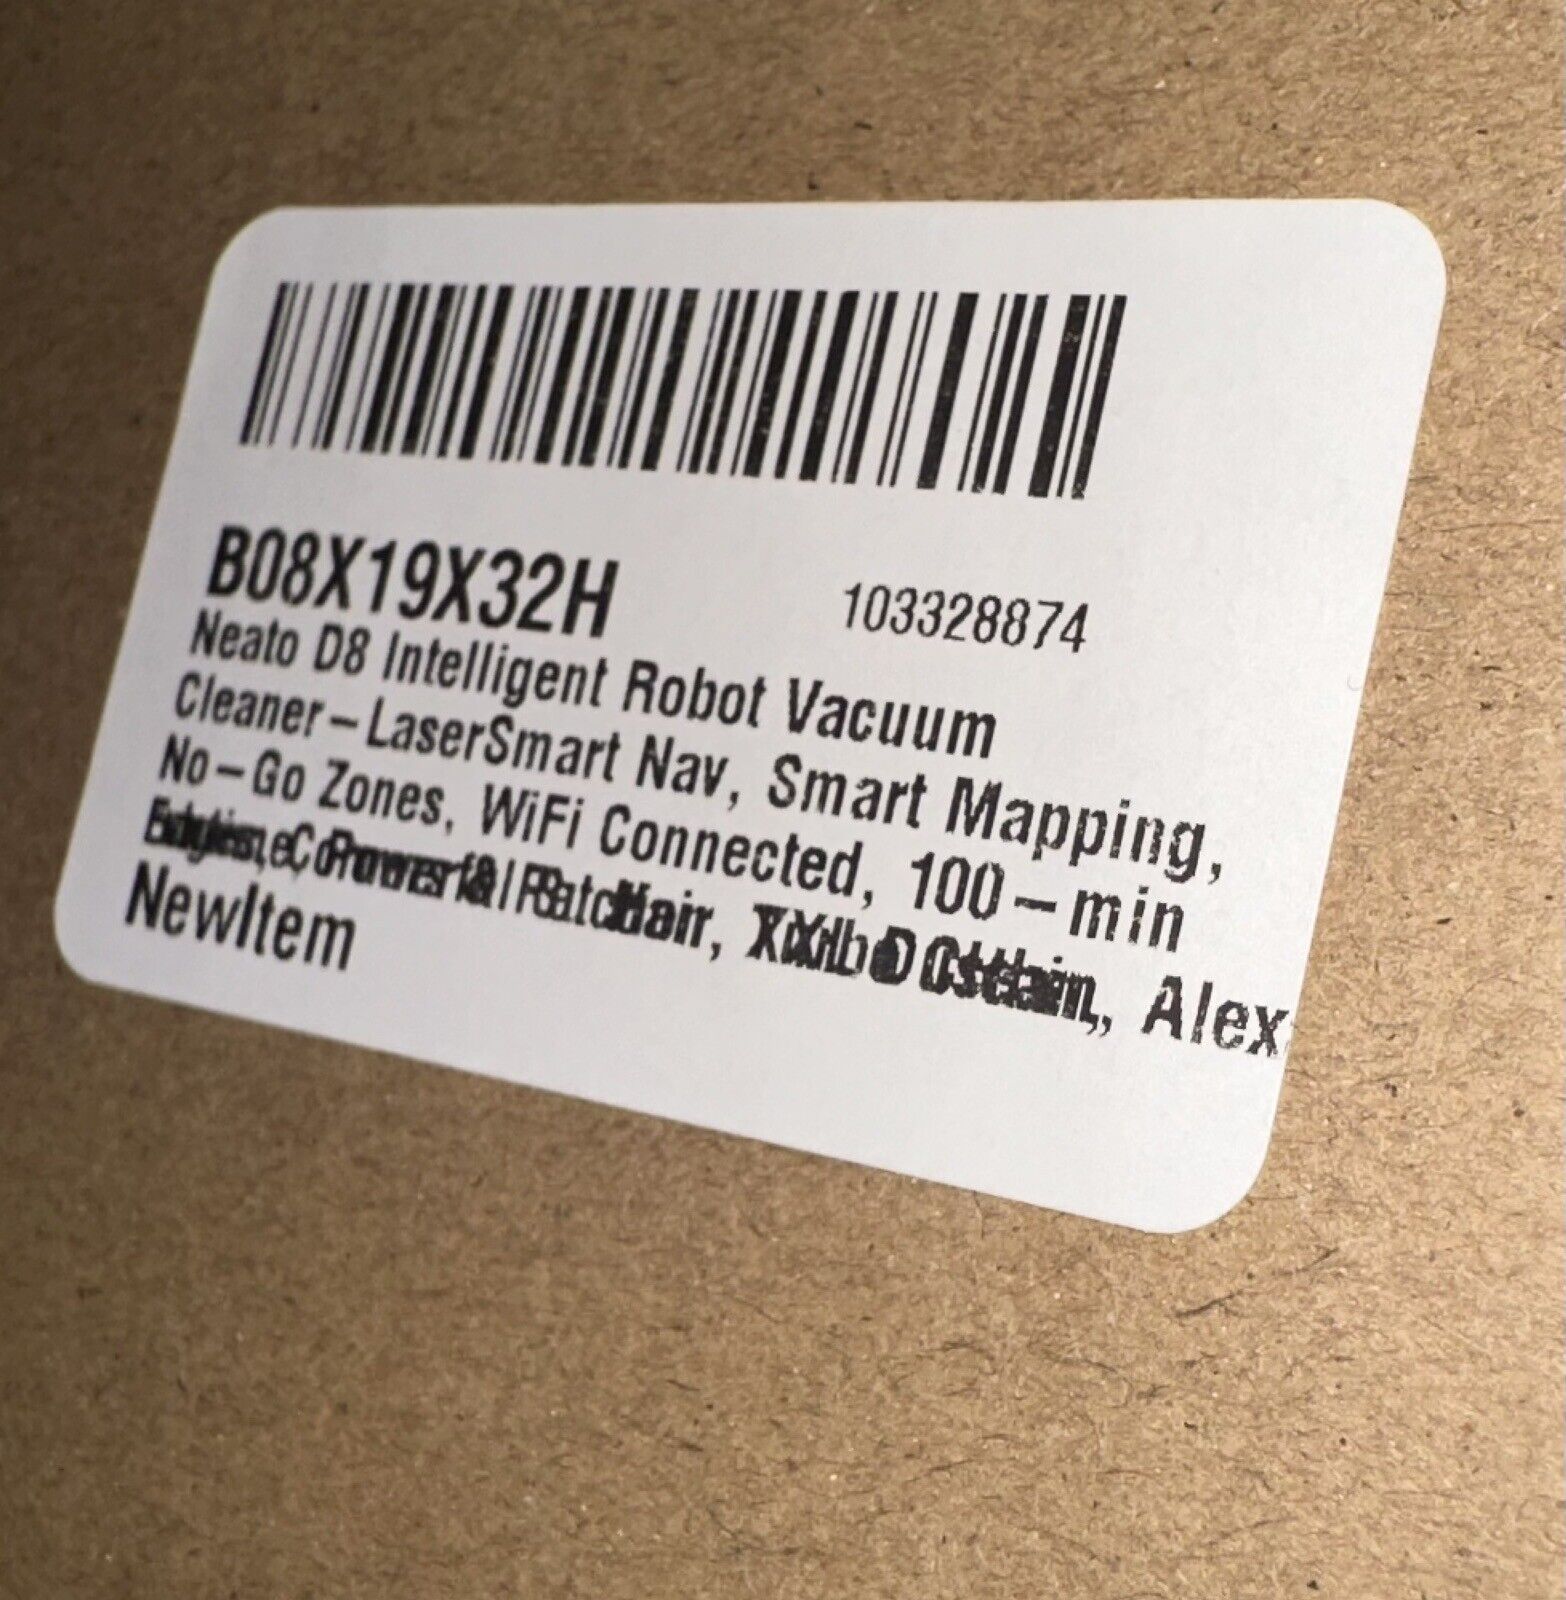 B08X19X32H 103328874
Neato D8 Intelligent Robot Vacuum
Cleaner-LaserSmart Nav, Smart Mapping,
No-Go Zones, WiFi Connected, 100-min
Alex
NewItem